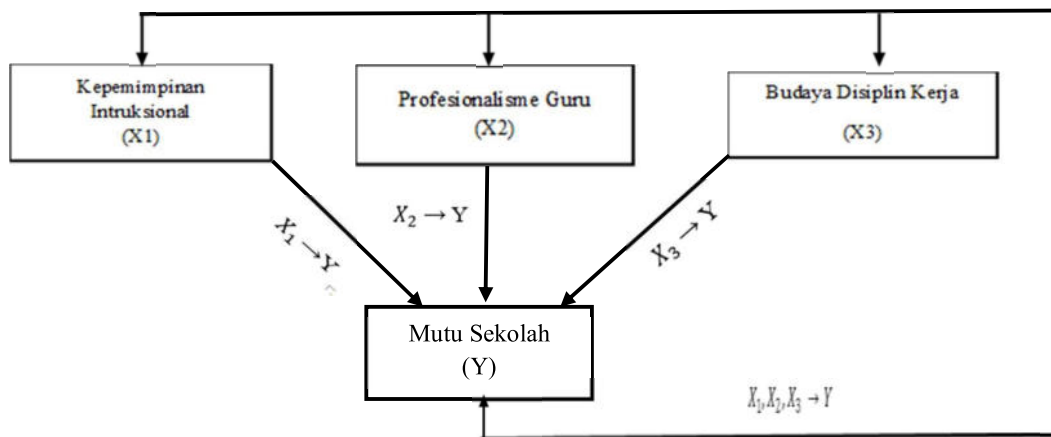 Kepemimpinan
Intruksional
(X1)
Profesionalisme Guru
(X2)
Budaya Disiplin Kerja
(X3)
X₁ → Y
X₂ → Y
X₃ → Y
Mutu Sekolah
(Y)
X₁,X₂,X₃ → Y